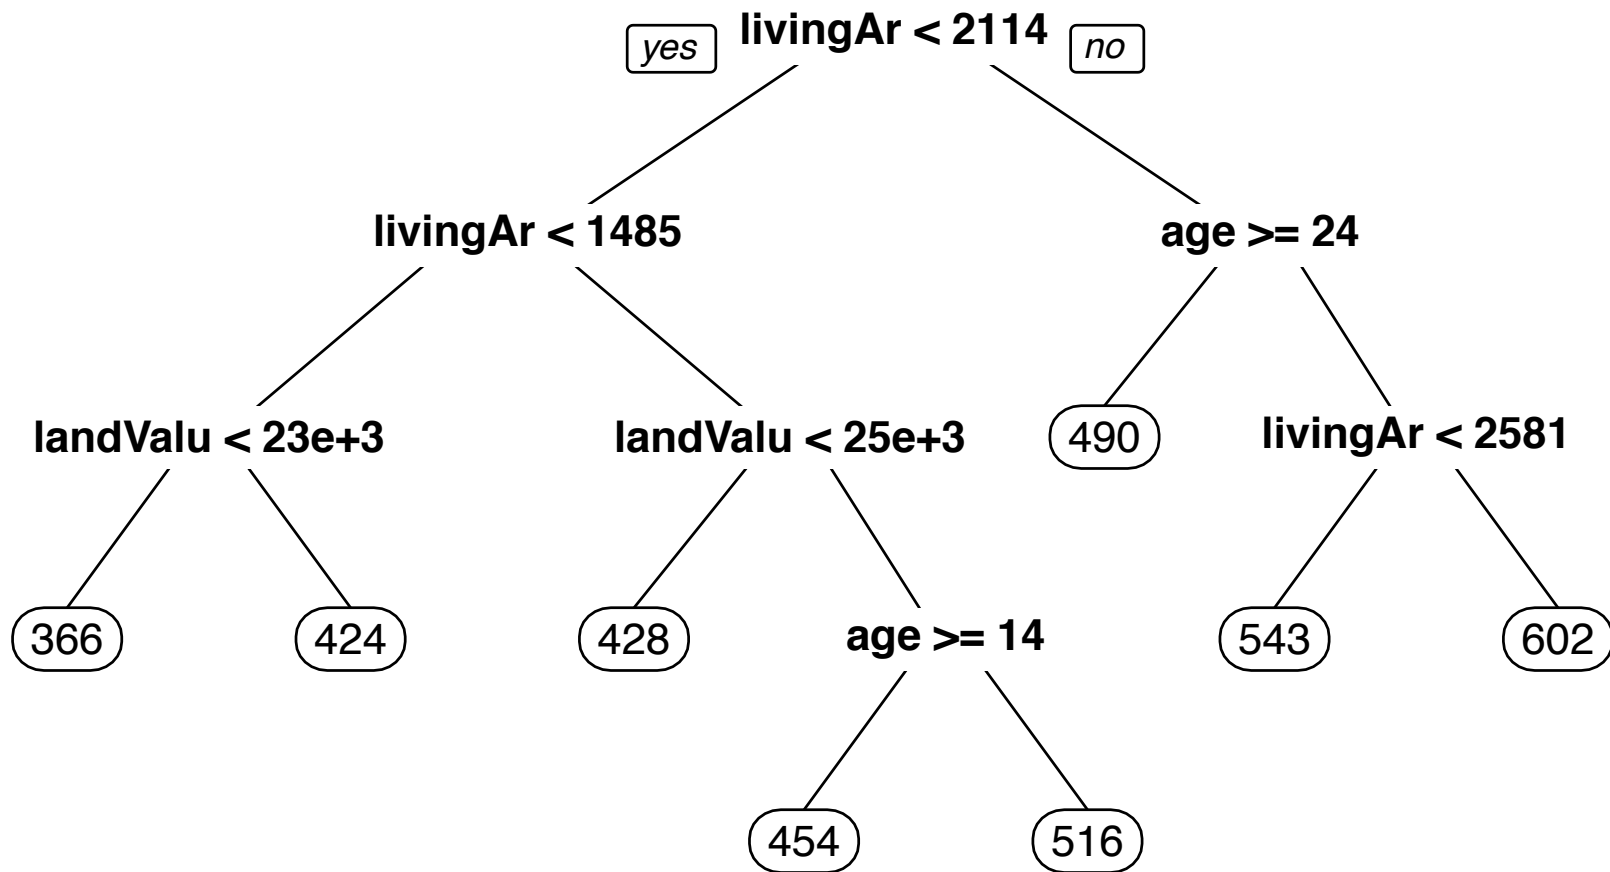 yes livingAr < 2114 no
livingAr < 1485 age >= 24
landValu < 23e+3 landValu < 25e+3 490 livingAr < 2581
366 424 428 age >= 14 543 602
454 516